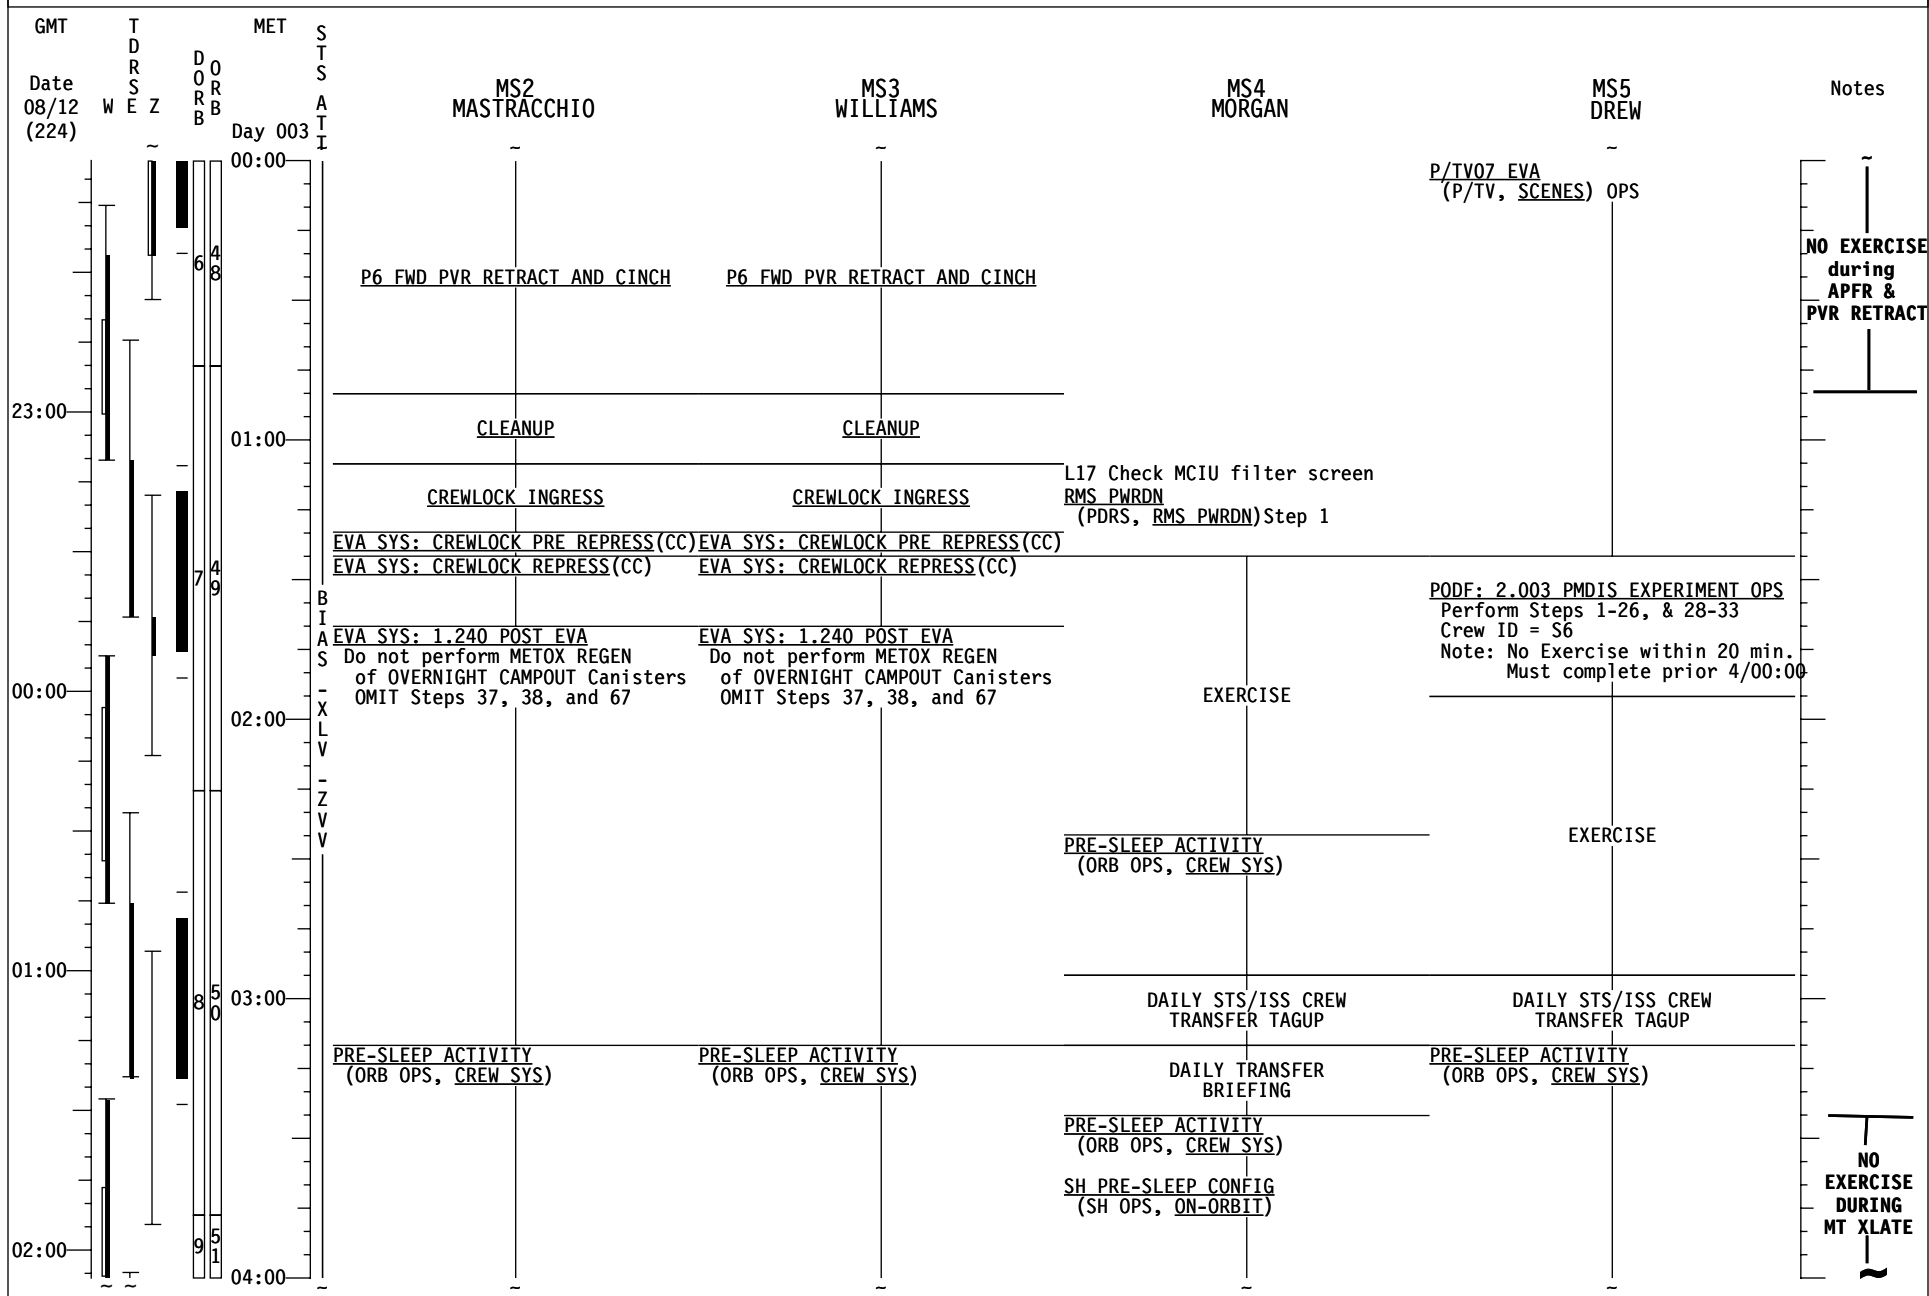 GMT
TDRS
MET
STS ATT
DORB
ORB
Date
08/12
(224)
W E Z
Day 003
MS2
MASTRACCHIO
MS3
WILLIAMS
MS4
MORGAN
MS5
DREW
Notes
~ ~ ~ ~ ~
00:00
P/TV07 EVA
(P/TV, SCENES) OPS
NO EXERCISE
during
APFR &
PVR RETRACT
6
48
P6 FWD PVR RETRACT AND CINCH
P6 FWD PVR RETRACT AND CINCH
23:00
01:00
CLEANUP
CLEANUP
L17 Check MCIU filter screen
RMS PWRDN
(PDRS, RMS PWRDN)Step 1
CREWLOCK INGRESS
CREWLOCK INGRESS
EVA SYS: CREWLOCK PRE REPRESS(CC)
EVA SYS: CREWLOCK PRE REPRESS(CC)
EVA SYS: CREWLOCK REPRESS(CC)
EVA SYS: CREWLOCK REPRESS(CC)
7
49
BIAS -XLV -ZVV
PODF: 2.003 PMDIS EXPERIMENT OPS
Perform Steps 1-26, & 28-33
Crew ID = S6
Note: No Exercise within 20 min.
Must complete prior 4/00:00
EVA SYS: 1.240 POST EVA
Do not perform METOX REGEN
of OVERNIGHT CAMPOUT Canisters
OMIT Steps 37, 38, and 67
EVA SYS: 1.240 POST EVA
Do not perform METOX REGEN
of OVERNIGHT CAMPOUT Canisters
OMIT Steps 37, 38, and 67
00:00
02:00
EXERCISE
EXERCISE
PRE-SLEEP ACTIVITY
(ORB OPS, CREW SYS)
01:00
8
50
03:00
DAILY STS/ISS CREW
TRANSFER TAGUP
DAILY STS/ISS CREW
TRANSFER TAGUP
PRE-SLEEP ACTIVITY
(ORB OPS, CREW SYS)
PRE-SLEEP ACTIVITY
(ORB OPS, CREW SYS)
DAILY TRANSFER
BRIEFING
PRE-SLEEP ACTIVITY
(ORB OPS, CREW SYS)
PRE-SLEEP ACTIVITY
(ORB OPS, CREW SYS)
SH PRE-SLEEP CONFIG
(SH OPS, ON-ORBIT)
NO
EXERCISE
DURING
MT XLATE
02:00
9
51
04:00
~ ~ ~ ~ ~ ~ ~ ~